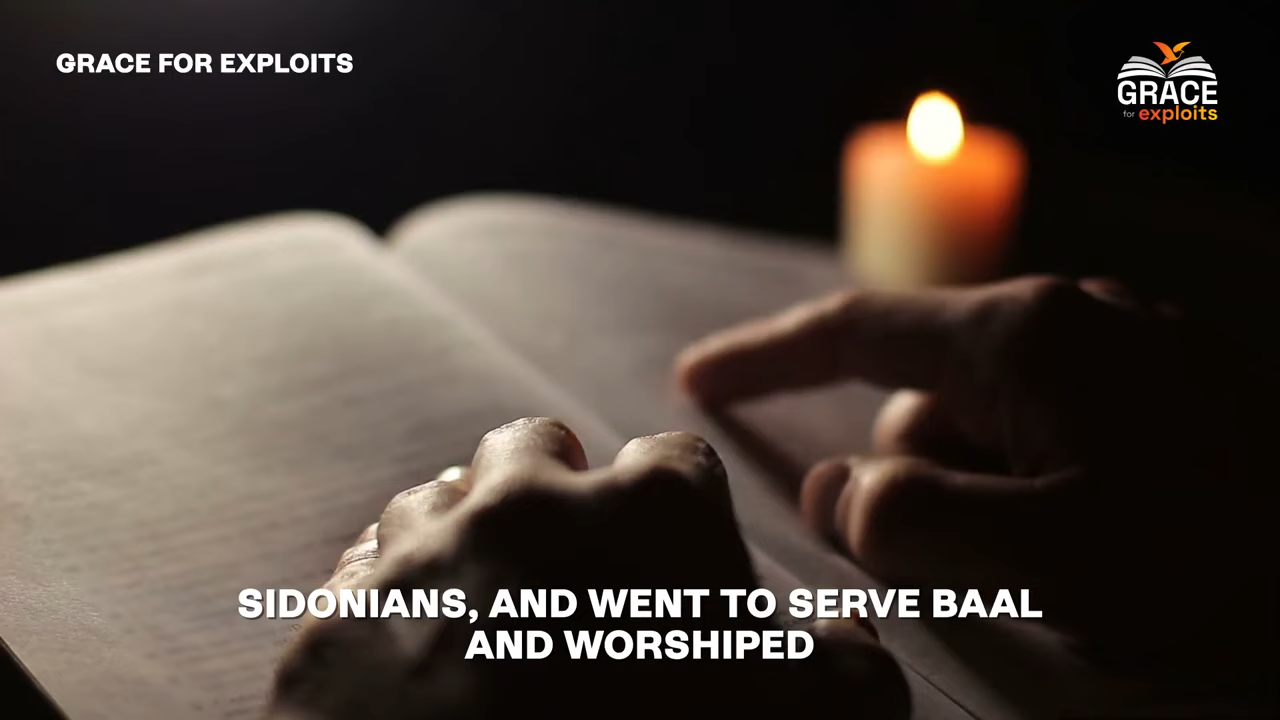 GRACE FOR EXPLOITS
GRACE
for exploits
SIDONIANS, AND WENT TO SERVE BAAL
AND WORSHIPED